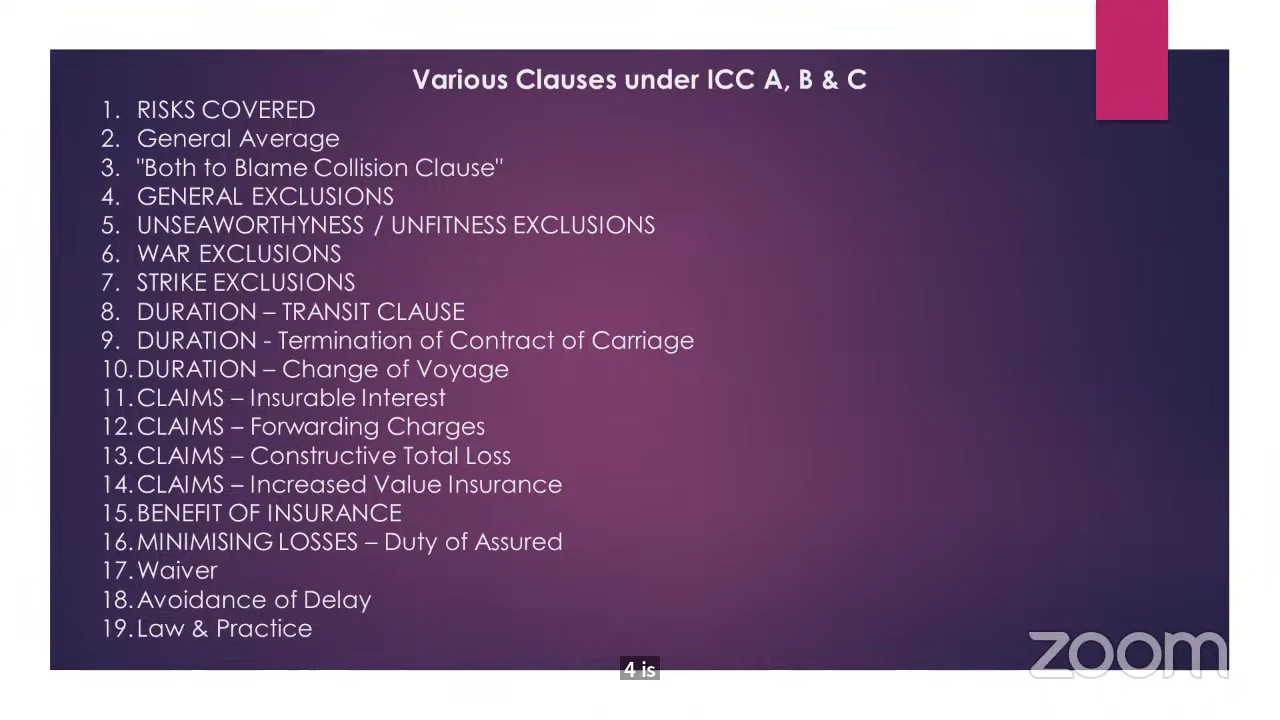 Various Clauses under ICC A, B & C
1. RISKS COVERED
2. General Average
3. "Both to Blame Collision Clause"
4. GENERAL EXCLUSIONS
5. UNSEAWORTHYNESS / UNFITNESS EXCLUSIONS
6. WAR EXCLUSIONS
7. STRIKE EXCLUSIONS
8. DURATION – TRANSIT CLAUSE
9. DURATION - Termination of Contract of Carriage
10. DURATION – Change of Voyage
11. CLAIMS – Insurable Interest
12. CLAIMS – Forwarding Charges
13. CLAIMS – Constructive Total Loss
14. CLAIMS – Increased Value Insurance
15. BENEFIT OF INSURANCE
16. MINIMISING LOSSES – Duty of Assured
17. Waiver
18. Avoidance of Delay
19. Law & Practice
zoom
4 is